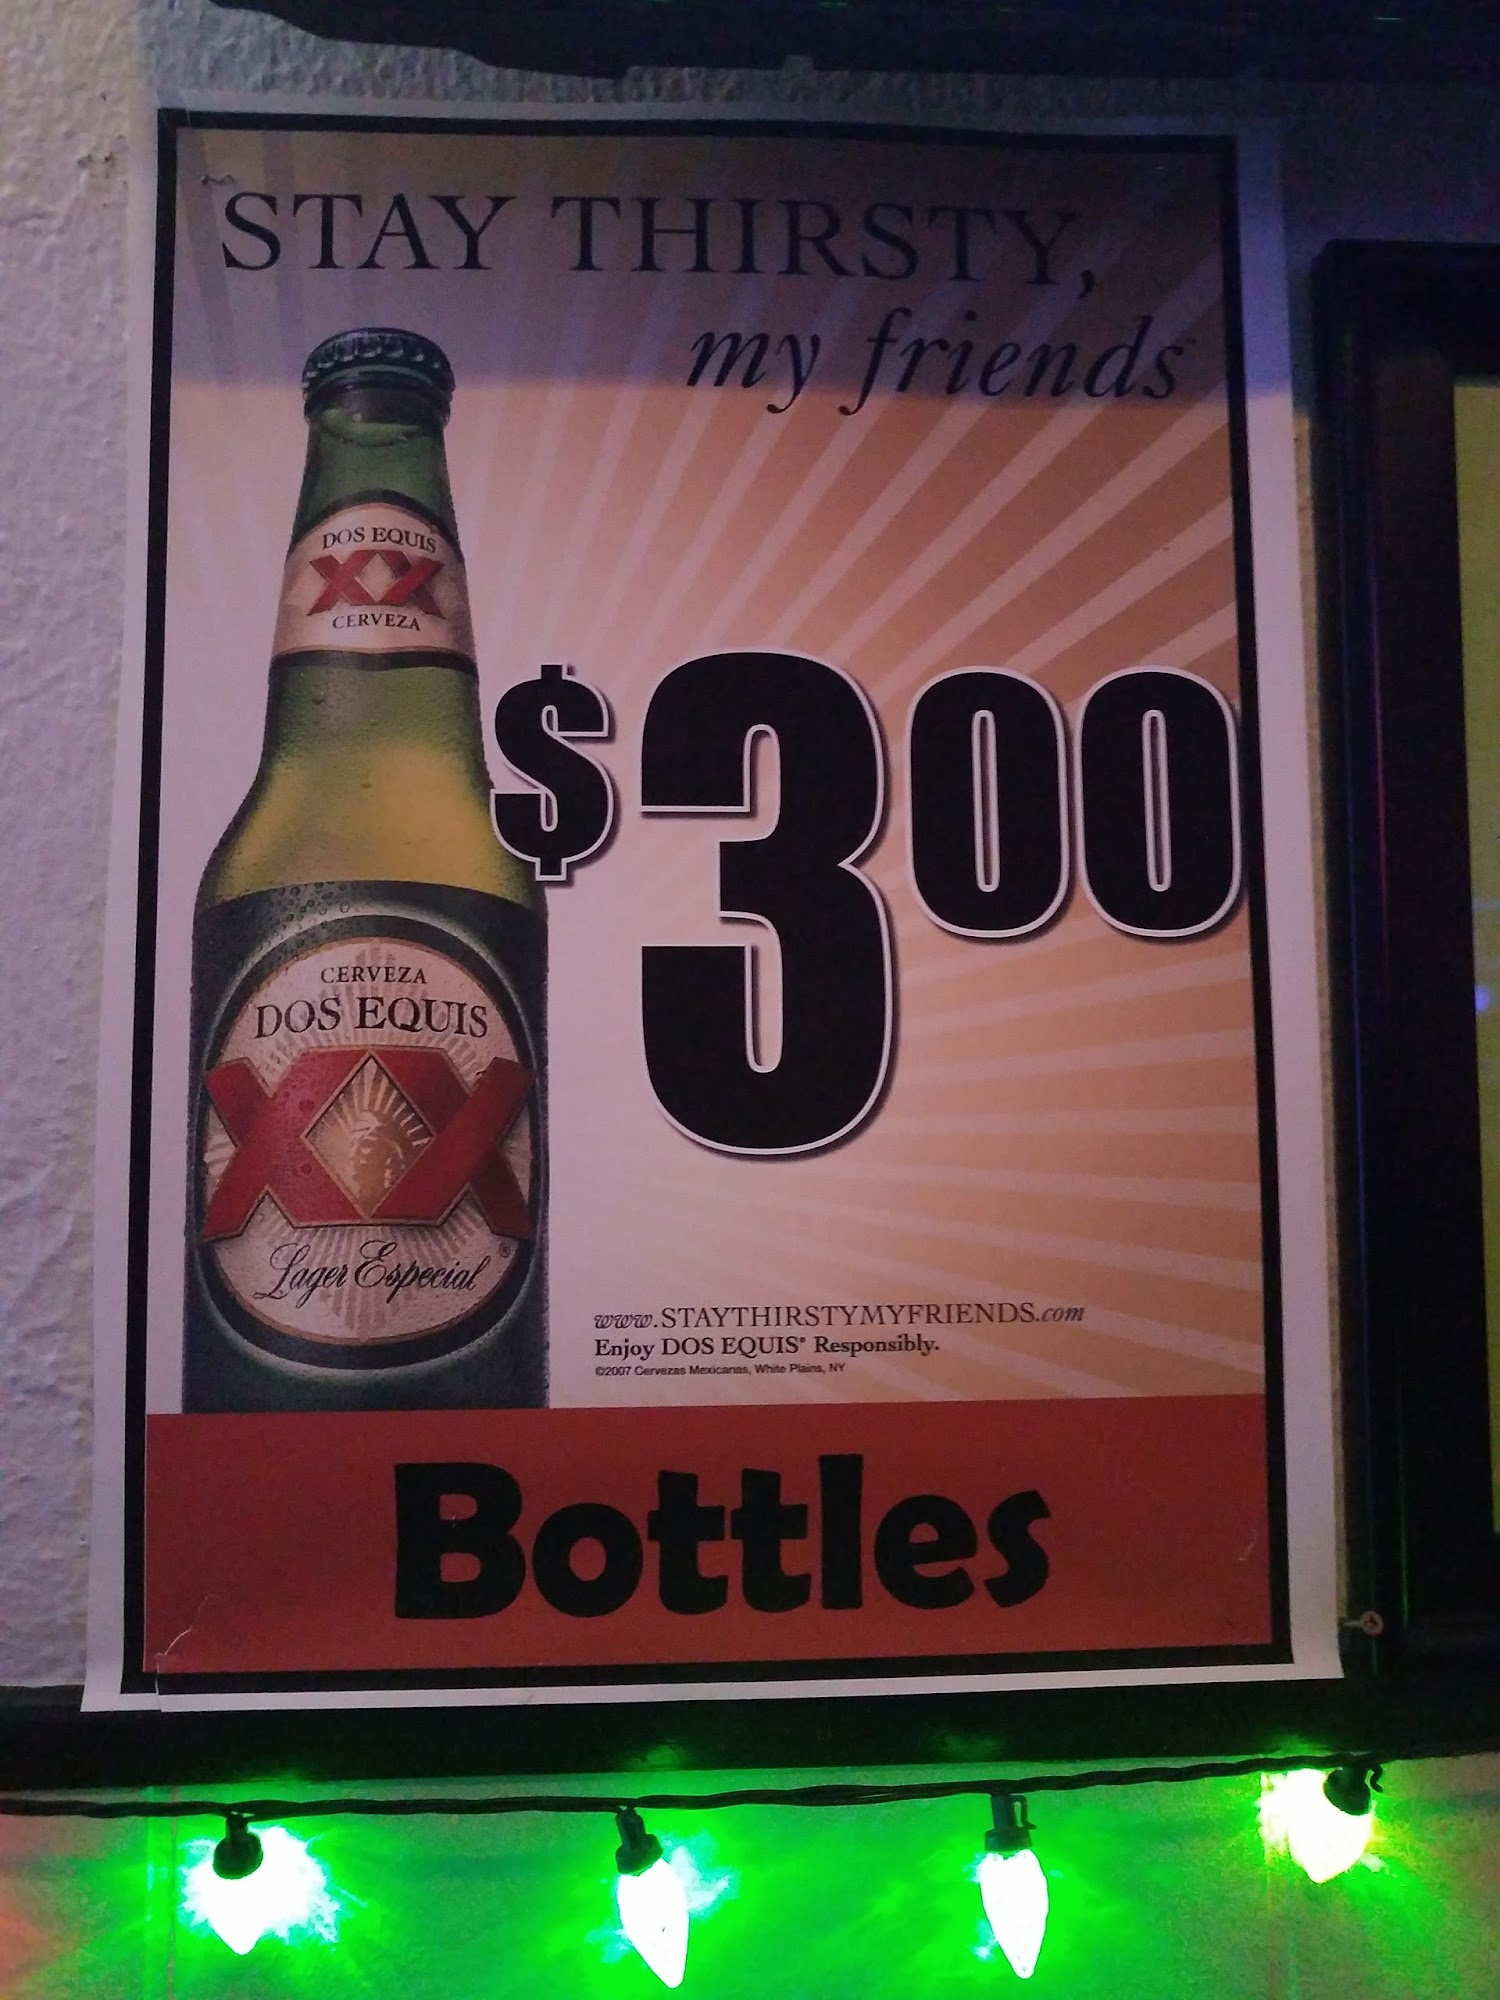 STAY THIRSTY,
my friends
DOS EQUIS
XX
CERVEZA
$3.00
CERVEZA
DOS EQUIS
XX
Lager Especial®
www.STAYTHIRSTYMYFRIENDS.com
Enjoy DOS EQUIS® Responsibly.
©2007 Cervezas Mexicanas, White Plains, NY
Bottles